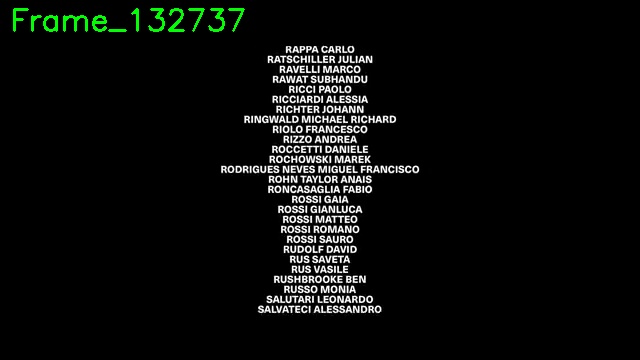 Frame_132737
RAPPA CARLO
RATSCHILLER JULIAN
RAVELLI MARCO
RAWAT SUBHANDU
RICCI PAOLO
RICCIARDI ALESSIA
RICHTER JOHANN
RINGWALD MICHAEL RICHARD
RIOLO FRANCESCO
RIZZO ANDREA
ROCCETTI DANIELE
ROCHOWSKI MAREK
RODRIGUES NEVES MIGUEL FRANCISCO
ROHN TAYLOR ANAIS
RONCASAGLIA FABIO
ROSSI GAIA
ROSSI GIANLUCA
ROSSI MATTEO
ROSSI ROMANO
ROSSI SAURO
RUDOLF DAVID
RUS SAVETA
RUS VASILE
RUSHBROOKE BEN
RUSSO MONIA
SALUTARI LEONARDO
SALVATECI ALESSANDRO